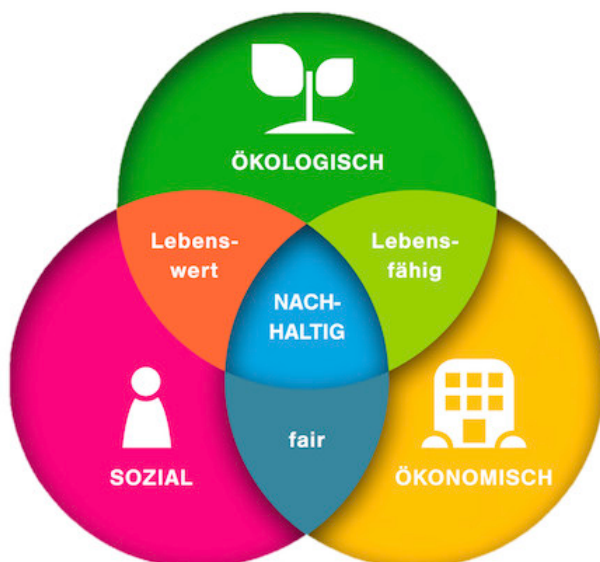 ÖKOLOGISCH
Lebens-
wert
Lebens-
fähig
NACH-
HALTIG
fair
SOZIAL
ÖKONOMISCH